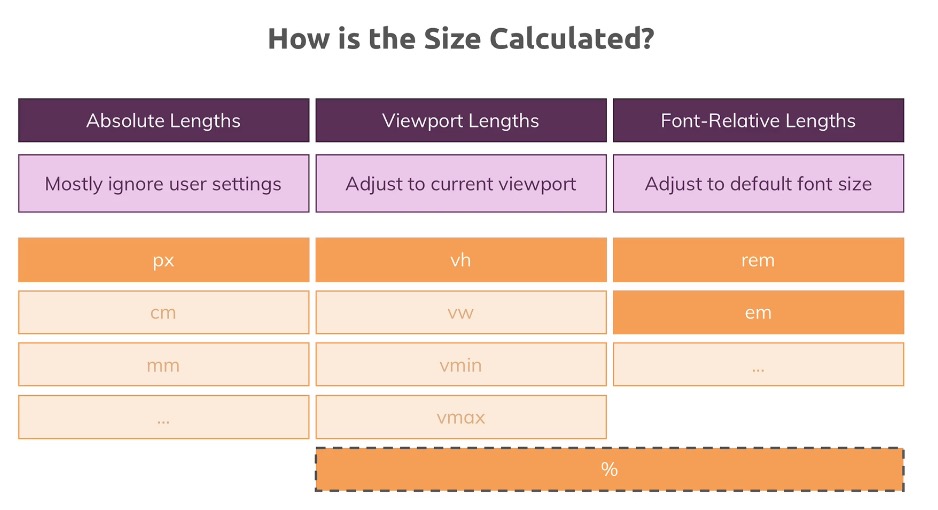 How is the Size Calculated?
Absolute Lengths
Viewport Lengths
Font-Relative Lengths
Mostly ignore user settings
Adjust to current viewport
Adjust to default font size
px
vh
rem
cm
vw
em
mm
vmin
...
...
vmax
%